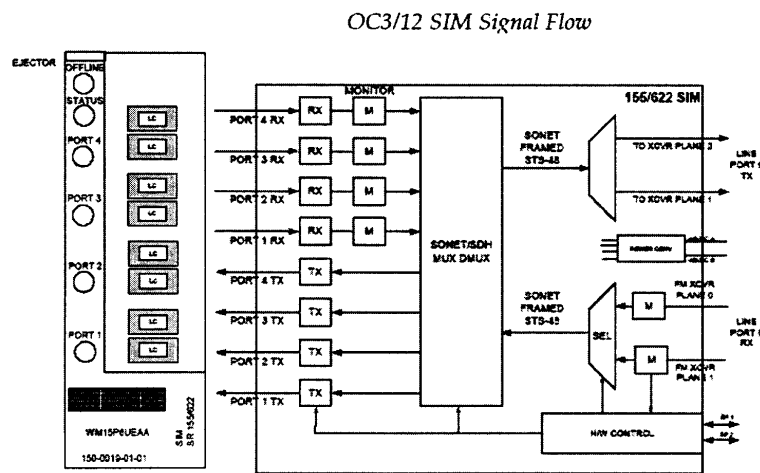 OC3/12 SIM Signal Flow
EJECTOR
OFFLINE
STATUS
PORT 4
PORT 3
PORT 2
PORT 1
LC
LC
LC
LC
LC
LC
LC
LC
WM15P6UEAA
SIM
SR 155/622
150-0019-01-01
MONITOR
155/622 SIM
PORT 4 RX
RX
M
PORT 3 RX
RX
M
PORT 2 RX
RX
M
PORT 1 RX
RX
M
PORT 4 TX
TX
PORT 3 TX
TX
PORT 2 TX
TX
PORT 1 TX
TX
SONET/SDH
MUX DMUX
SONET
FRAMED
STS-48
TO XCVR PLANE
TO XCVR PLANE 1
LINE
PORT
TX
POWER CONV
SONET
FRAMED
STS-48
SEL
M
FM XCVR
PLANE 0
M
FM XCVR
PLANE 1
LINE
PORT
RX
H/W CONTROL